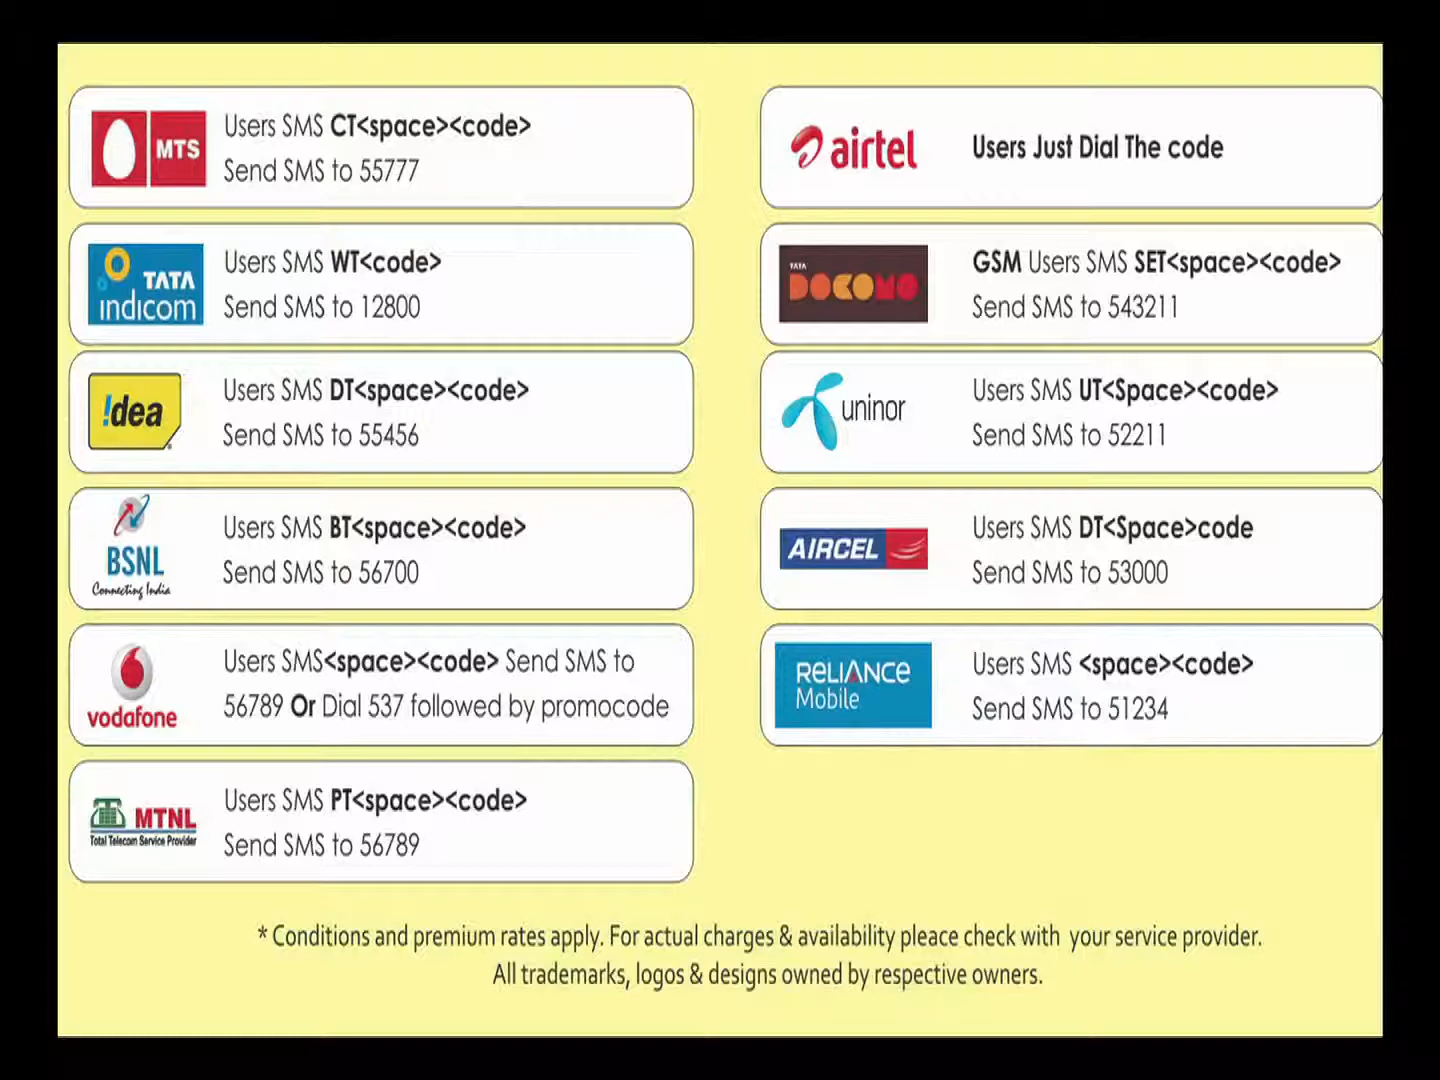 MTS
Users SMS CT<space><code>
Send SMS to 55777
airtel
Users Just Dial The code
TATA
indicom
Users SMS WT<code>
Send SMS to 12800
TATA
DOCOMO
GSM Users SMS SET<space><code>
Send SMS to 543211
!dea
Users SMS DT<space><code>
Send SMS to 55456
uninor
Users SMS UT<Space><code>
Send SMS to 52211
BSNL
Connecting India
Users SMS BT<space><code>
Send SMS to 56700
AIRCEL
Users SMS DT<Space>code
Send SMS to 53000
vodafone
Users SMS<space><code> Send SMS to
56789 Or Dial 537 followed by promocode
RELIANCE
Mobile
Users SMS <space><code>
Send SMS to 51234
MTNL
Total Telecom Service Provider
Users SMS PT<space><code>
Send SMS to 56789
* Conditions and premium rates apply. For actual charges & availability pleace check with your service provider.
All trademarks, logos & designs owned by respective owners.